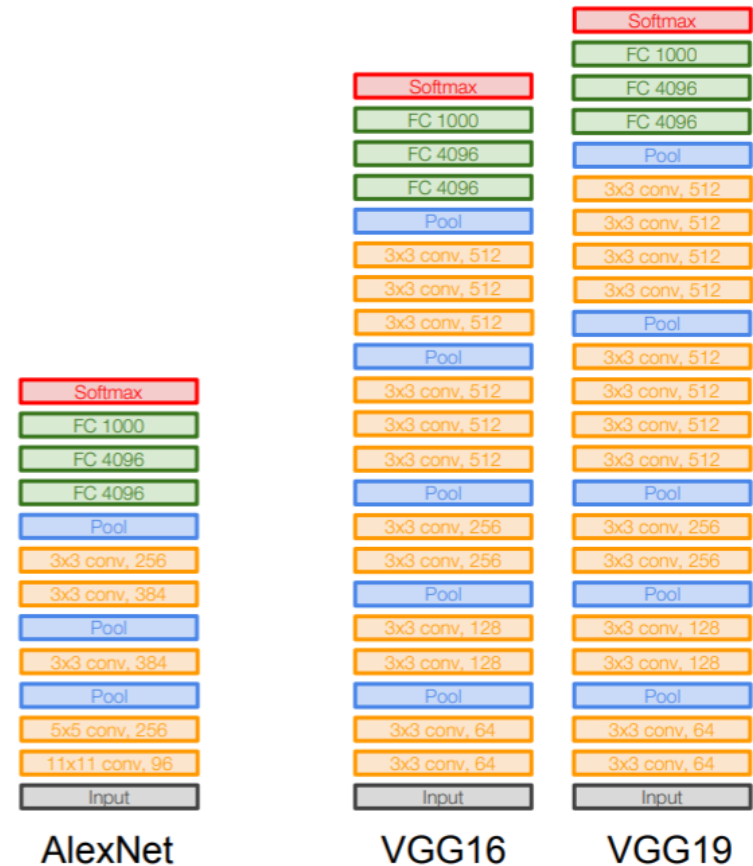 Softmax
FC 1000
FC 4096
FC 4096
Pool
3x3 conv, 256
3x3 conv, 384
Pool
3x3 conv, 384
Pool
5x5 conv, 256
11x11 conv, 96
Input
AlexNet
Softmax
FC 1000
FC 4096
FC 4096
Pool
3x3 conv, 512
3x3 conv, 512
3x3 conv, 512
Pool
3x3 conv, 512
3x3 conv, 512
3x3 conv, 512
Pool
3x3 conv, 256
3x3 conv, 256
Pool
3x3 conv, 128
3x3 conv, 128
Pool
3x3 conv, 64
3x3 conv, 64
Input
VGG16
Softmax
FC 1000
FC 4096
FC 4096
Pool
3x3 conv, 512
3x3 conv, 512
3x3 conv, 512
3x3 conv, 512
Pool
3x3 conv, 512
3x3 conv, 512
3x3 conv, 512
3x3 conv, 512
Pool
3x3 conv, 256
3x3 conv, 256
Pool
3x3 conv, 128
3x3 conv, 128
Pool
3x3 conv, 64
3x3 conv, 64
Input
VGG19